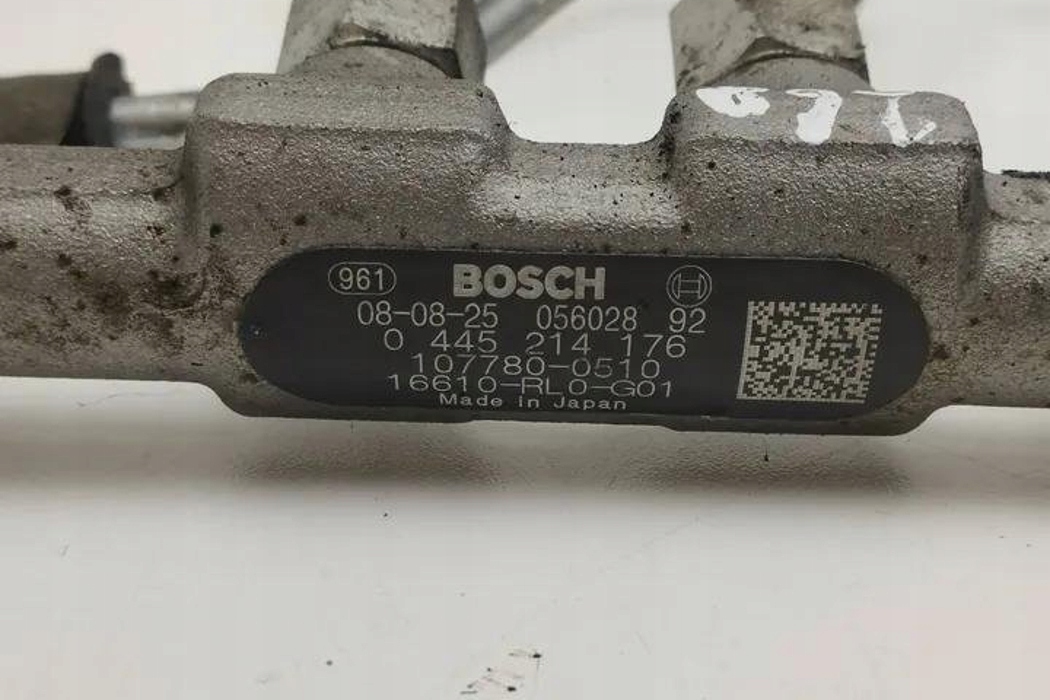 961 BOSCH
08-08-25 056028 92
0 445 214 176
107780-0510
16610-RL0-G01
Made in Japan